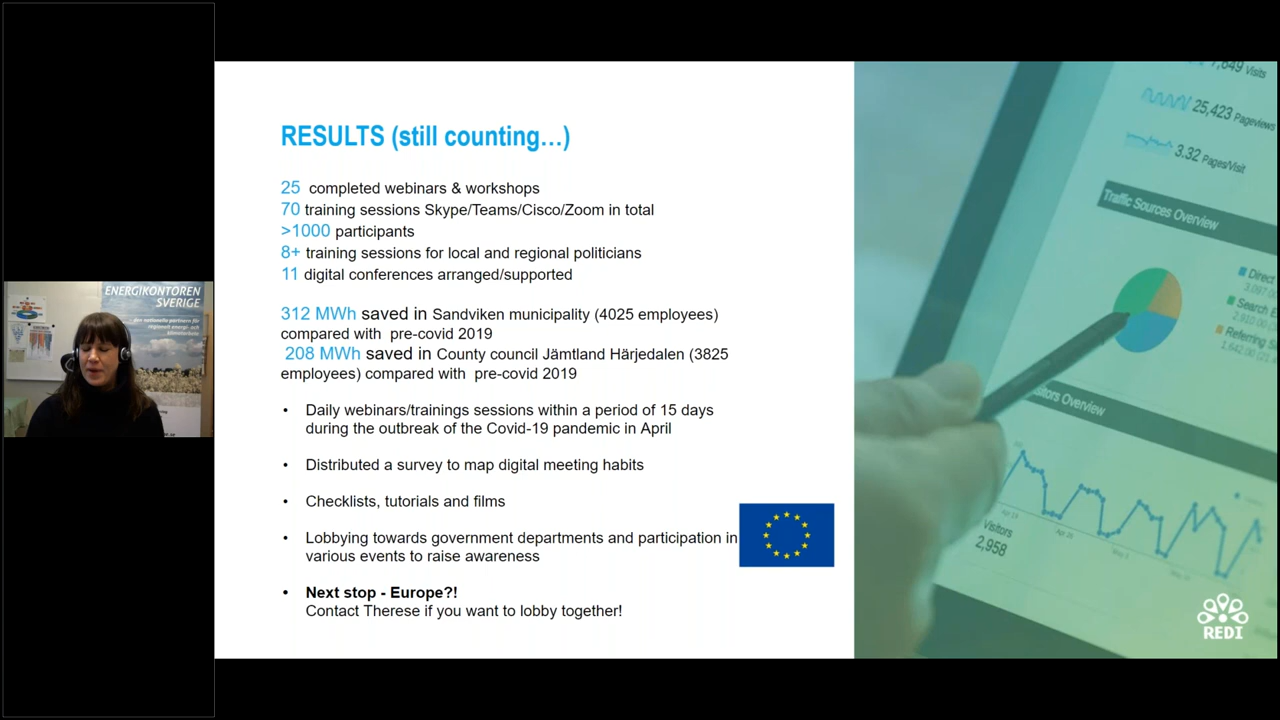 ENERGIKONTOREN
SVERIGE
RESULTS (still counting…)
25 completed webinars & workshops
70 training sessions Skype/Teams/Cisco/Zoom in total
>1000 participants
8+ training sessions for local and regional politicians
11 digital conferences arranged/supported
312 MWh saved in Sandviken municipality (4025 employees)
compared with pre-covid 2019
208 MWh saved in County council Jämtland Härjedalen (3825
employees) compared with pre-covid 2019
• Daily webinars/trainings sessions within a period of 15 days
during the outbreak of the Covid-19 pandemic in April
• Distributed a survey to map digital meeting habits
• Checklists, tutorials and films
• Lobbying towards government departments and participation in
various events to raise awareness
• Next stop - Europe?!
Contact Therese if you want to lobby together!
Visits
25,423 Pageviews
3.32 Pages/Visit
Traffic Sources Overview
Direct
Search
Referring
Overview
Visitors
2,958
REDI